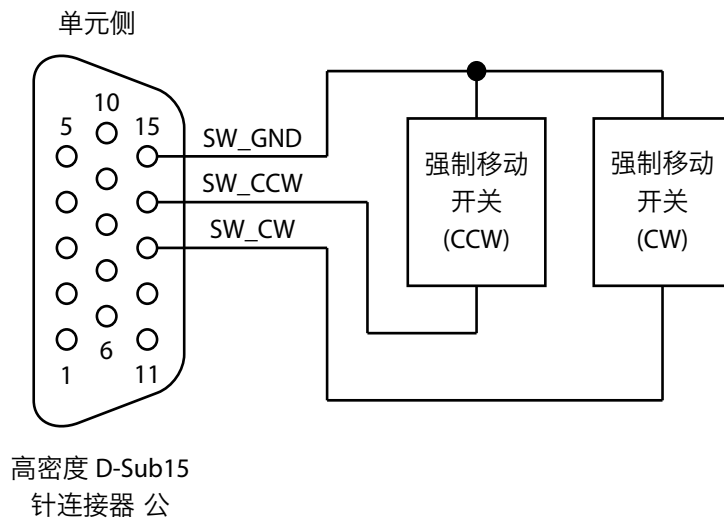 单元侧
10
5
15
SW_GND
SW_CCW
SW_CW
1
6
11
强制移动
开关
(CCW)
强制移动
开关
(CW)
高密度 D-Sub15
针连接器 公